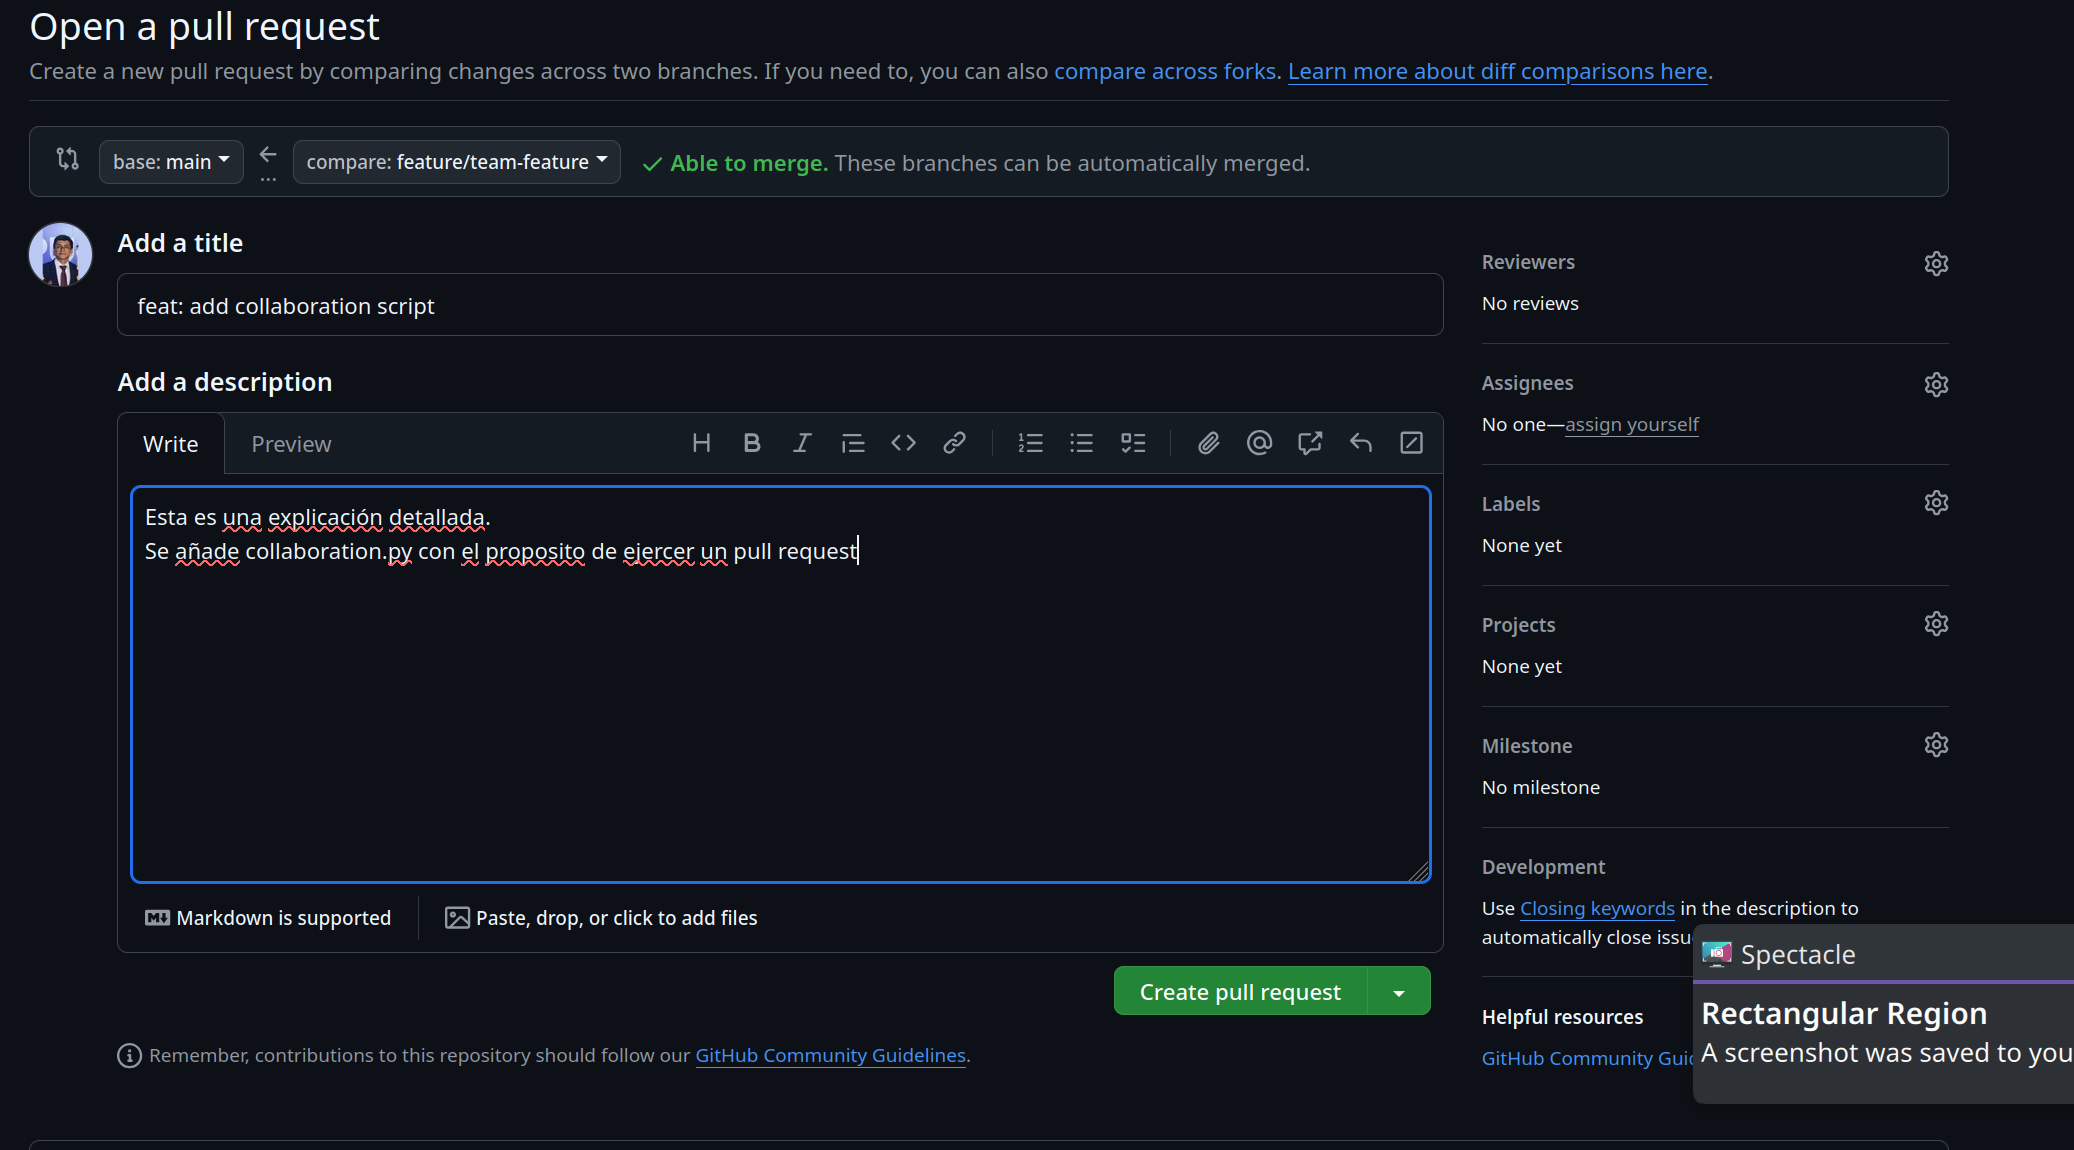 Open a pull request
Create a new pull request by comparing changes across two branches. If you need to, you can also compare across forks. Learn more about diff comparisons here.
base: main
...
compare: feature/team-feature
Able to merge. These branches can be automatically merged.
Add a title
feat: add collaboration script
Add a description
Write
Preview
Esta es una explicación detallada.
Se añade collaboration.py con el proposito de ejercer un pull request
Markdown is supported
Paste, drop, or click to add files
Create pull request
Remember, contributions to this repository should follow our GitHub Community Guidelines.
Reviewers
No reviews
Assignees
No one—assign yourself
Labels
None yet
Projects
None yet
Milestone
No milestone
Development
Use Closing keywords in the description to
automatically close issu
Helpful resources
GitHub Community Guid
Spectacle
Rectangular Region
A screenshot was saved to you